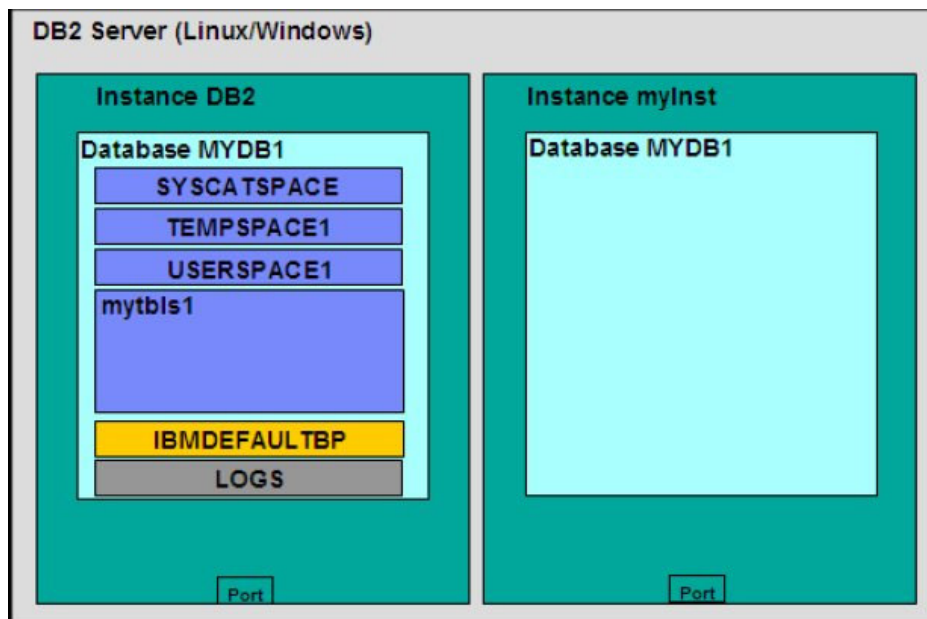 DB2 Server (Linux/Windows)
Instance DB2
Database MYDB1
SYSCATSPACE
TEMPSPACE1
USERSPACE1
mytbls1
IBMDEFAULTBP
LOGS
Port
Instance myInst
Database MYDB1
Port